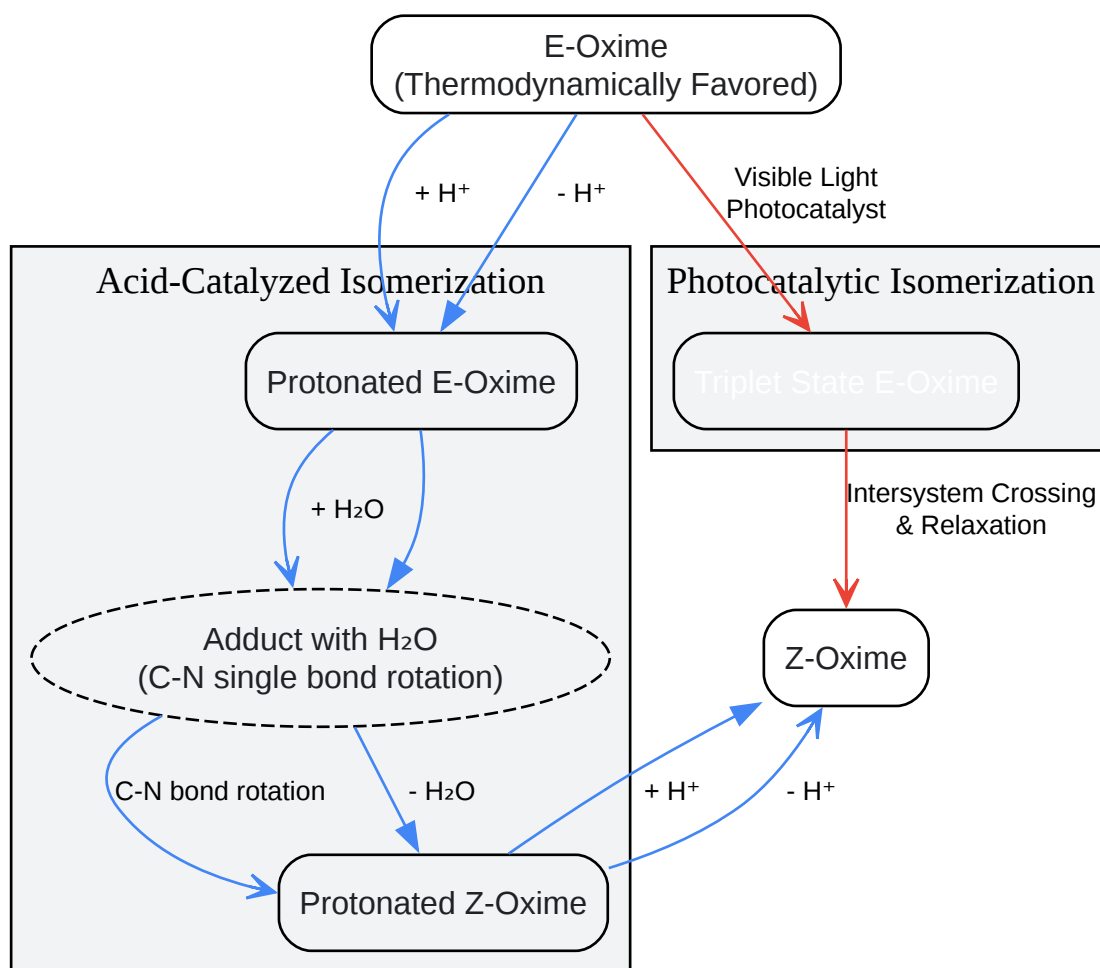 E-Oxime
(Thermodynamically Favored)
+ H⁺
- H⁺
Visible Light
Photocatalyst
Acid-Catalyzed Isomerization
Photocatalytic Isomerization
Protonated E-Oxime
Triplet State E-Oxime
+ H₂O
Intersystem Crossing
& Relaxation
Adduct with H₂O
(C-N single bond rotation)
Z-Oxime
C-N bond rotation
- H₂O
+ H⁺
- H⁺
Protonated Z-Oxime